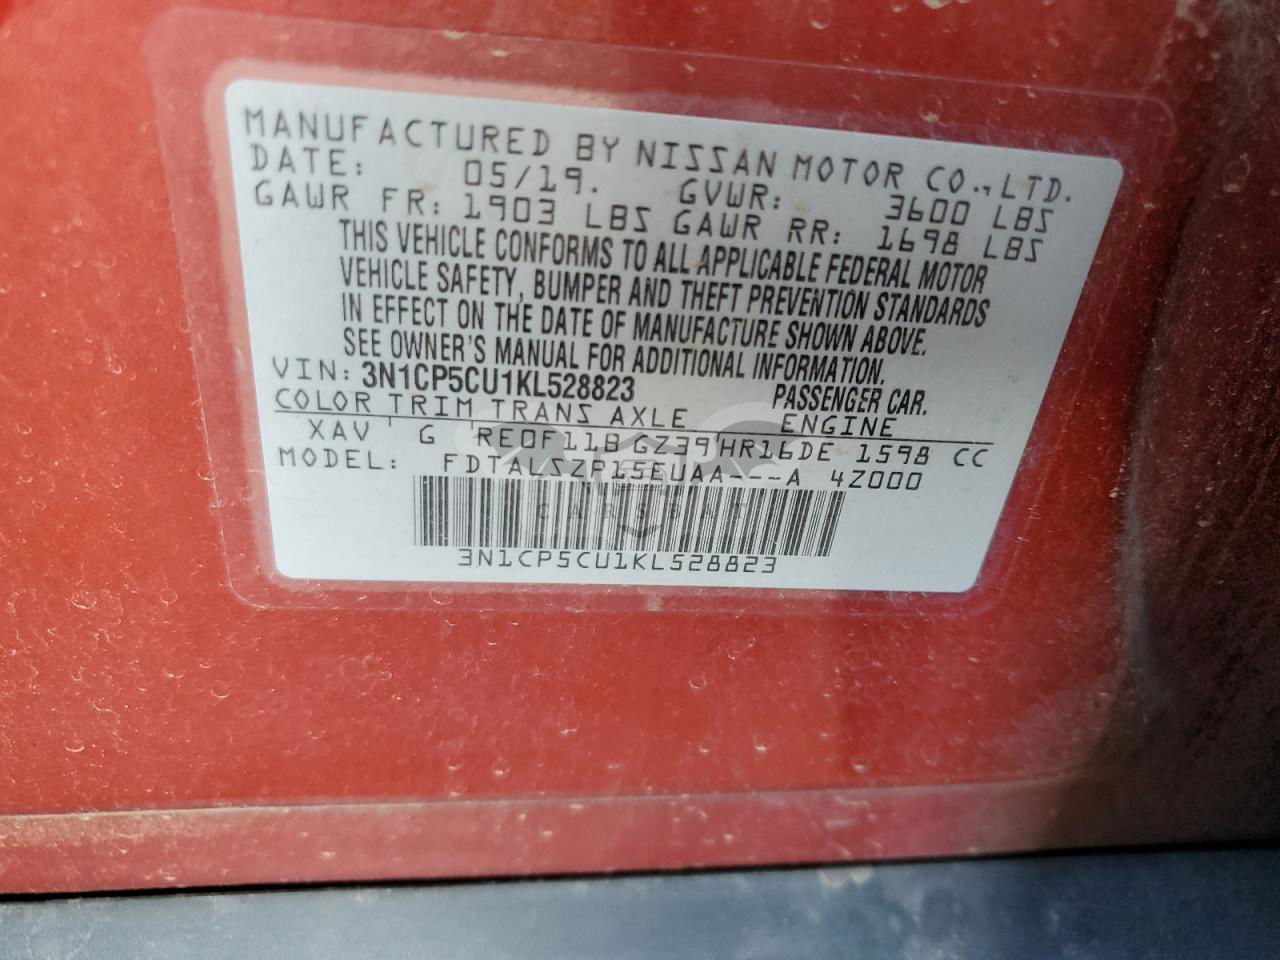 MANUFACTURED BY NISSAN MOTOR CO., LTD.
DATE: 05/19. GVWR: 3600 LBS
GAWR FR: 1903 LBS GAWR RR: 1698 LBS
THIS VEHICLE CONFORMS TO ALL APPLICABLE FEDERAL MOTOR
VEHICLE SAFETY, BUMPER AND THEFT PREVENTION STANDARDS
IN EFFECT ON THE DATE OF MANUFACTURE SHOWN ABOVE.
SEE OWNER'S MANUAL FOR ADDITIONAL INFORMATION.
VIN: 3N1CP5CU1KL528823 PASSENGER CAR.
COLOR TRIM TRANS AXLE ENGINE
XAV G RE0F11B GZ39 HR16DE 1598 CC
MODEL: FDTALSZP15EUAA---A 4Z000
CARSBAT
3N1CP5CU1KL528823